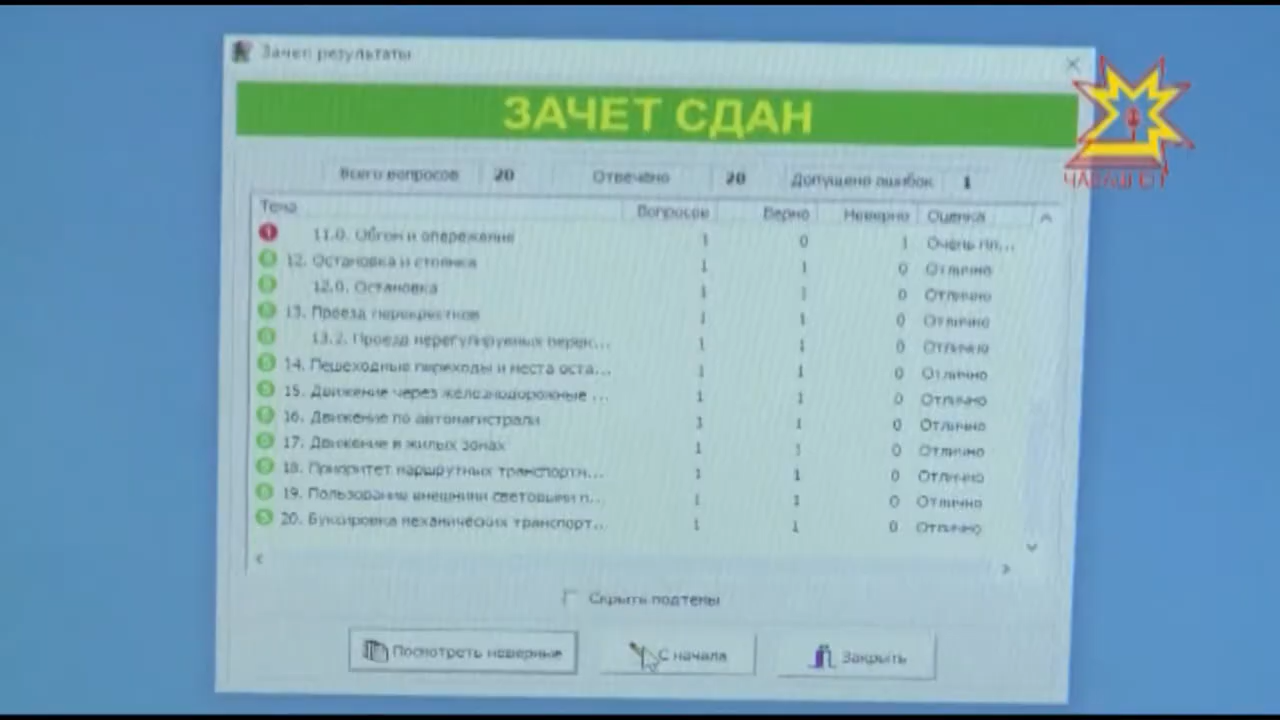 Зачет результаты
ЗАЧЕТ СДАН
Всего вопросов 20 Отвечено 20 Допущено ошибок 1
Тема Вопросов Верно Неверно Оценка
11.0. Обгон и опережение 1 0 1 Очень пл...
12. Остановка и стоянка 1 1 0 Отлично
12.0. Остановка 1 1 0 Отлично
13. Проезд перекрестков 1 1 0 Отлично
13.2. Проезд нерегулируемых перек... 1 1 0 Отлично
14. Пешеходные переходы и места оста... 1 1 0 Отлично
15. Движение через железнодорожные ... 1 1 0 Отлично
16. Движение по автомагистрали 1 1 0 Отлично
17. Движение в жилых зонах 1 1 0 Отлично
18. Приоритет маршрутных транспортн... 1 1 0 Отлично
19. Пользование внешними световыми п... 1 1 0 Отлично
20. Буксировка механических транспорт... 1 1 0 Отлично
Скрыть подтемы
Посмотреть неверные С начала Закрыть